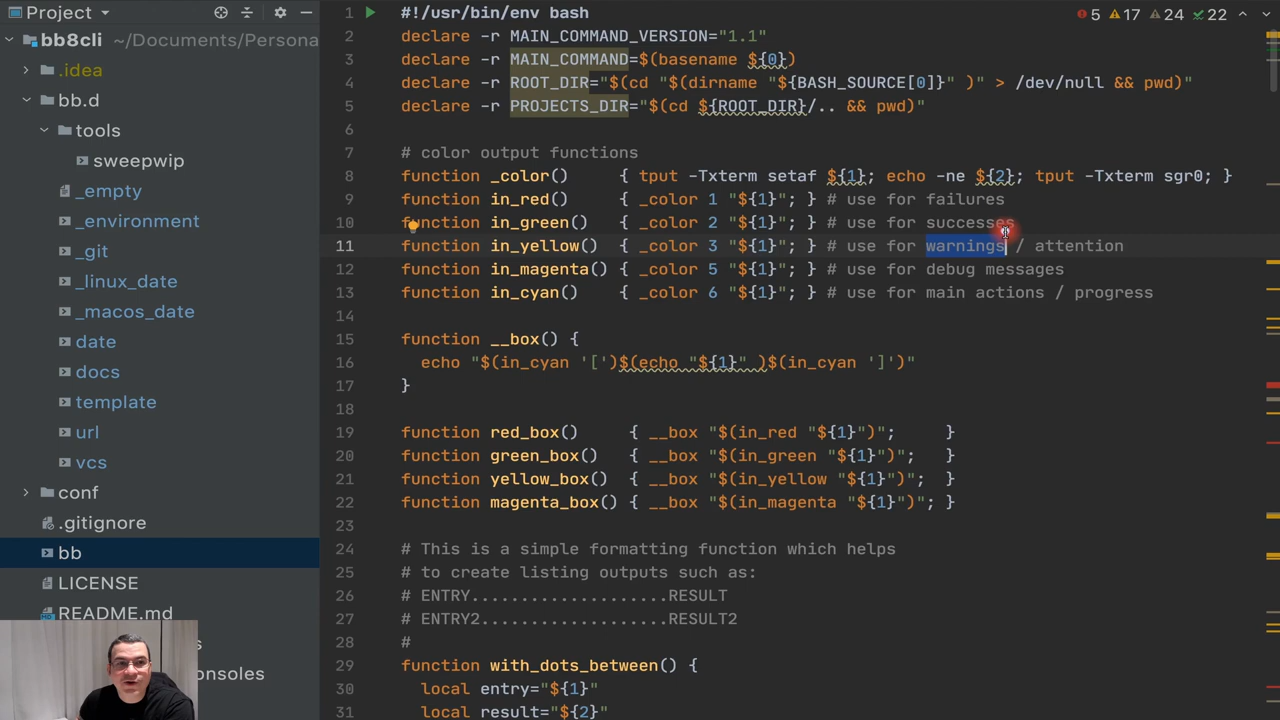 Project
bb8cli ~/Documents/Persona
.idea
bb.d
tools
sweepwip
_empty
_environment
_git
_linux_date
_macos_date
date
docs
template
url
vcs
conf
.gitignore
bb
LICENSE
README.md
onsoles
5 17 24 22
1 #!/usr/bin/env bash
2 declare -r MAIN_COMMAND_VERSION="1.1"
3 declare -r MAIN_COMMAND=$(basename ${0})
4 declare -r ROOT_DIR="$(cd "$(dirname "${BASH_SOURCE[0]}" )" > /dev/null && pwd)"
5 declare -r PROJECTS_DIR="$(cd ${ROOT_DIR}/.. && pwd)"
6
7 # color output functions
8 function _color() { tput -Txterm setaf ${1}; echo -ne ${2}; tput -Txterm sgr0; }
9 function in_red() { _color 1 "${1}"; } # use for failures
10 function in_green() { _color 2 "${1}"; } # use for successes
11 function in_yellow() { _color 3 "${1}"; } # use for warnings / attention
12 function in_magenta() { _color 5 "${1}"; } # use for debug messages
13 function in_cyan() { _color 6 "${1}"; } # use for main actions / progress
14
15 function __box() {
16 echo "$(in_cyan '[')$(echo "${1}" )$(in_cyan ']')"
17 }
18
19 function red_box() { __box "$(in_red "${1}")"; }
20 function green_box() { __box "$(in_green "${1}")"; }
21 function yellow_box() { __box "$(in_yellow "${1}")"; }
22 function magenta_box() { __box "$(in_magenta "${1}")"; }
23
24 # This is a simple formatting function which helps
25 # to create listing outputs such as:
26 # ENTRY....................RESULT
27 # ENTRY2...................RESULT2
28 #
29 function with_dots_between() {
30 local entry="${1}"
31 local result="${2}"